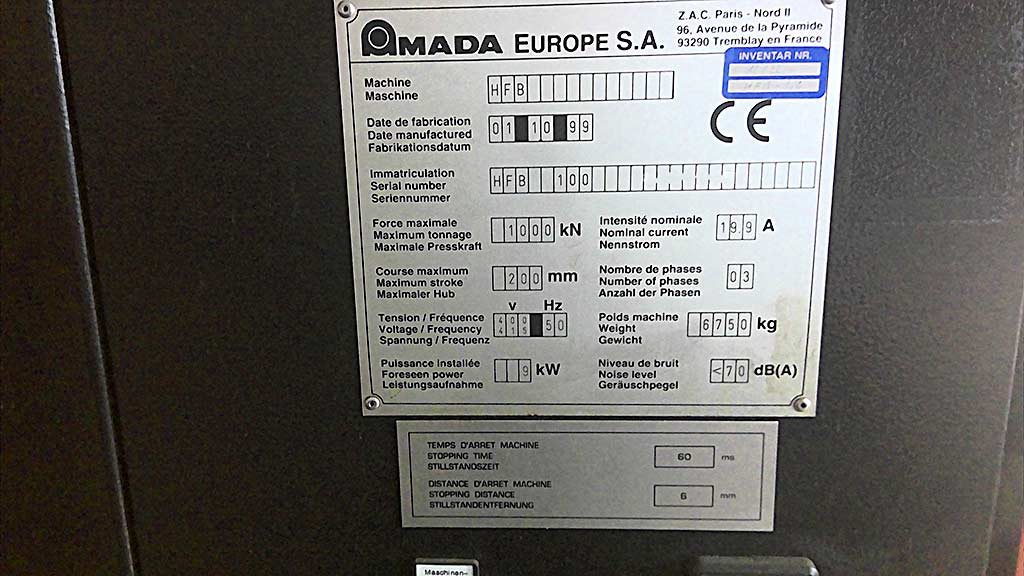 AMADA EUROPE S.A.
Z.A.C. Paris - Nord II
96, Avenue de la Pyramide
93290 Tremblay en France
INVENTAR NR.
Machine
Maschine
HFB
CE
Date de fabrication
Date manufactured
Fabrikationsdatum
01 10 99
Immatriculation
Serial number
Seriennummer
HFB 100
Force maximale
Maximum tonnage
Maximale Presskraft
1000 kN
Intensité nominale
Nominal current
Nennstrom
19.9 A
Course maximum
Maximum stroke
Maximaler Hub
200 mm
Nombre de phases
Number of phases
Anzahl der Phasen
03
Tension / Fréquence
Voltage / Frequency
Spannung / Frequenz
V Hz
400
415 50
Poids machine
Weight
Gewicht
6750 kg
Puissance installée
Foreseen power
Leistungsaufnahme
9 kW
Niveau de bruit
Noise level
Geräuschpegel
<70 dB(A)
TEMPS D'ARRET MACHINE
STOPPING TIME
STILLSTANDSZEIT
60 ms
DISTANCE D'ARRET MACHINE
STOPPING DISTANCE
STILLSTANDENTFERNUNG
6 mm
Maschinen-